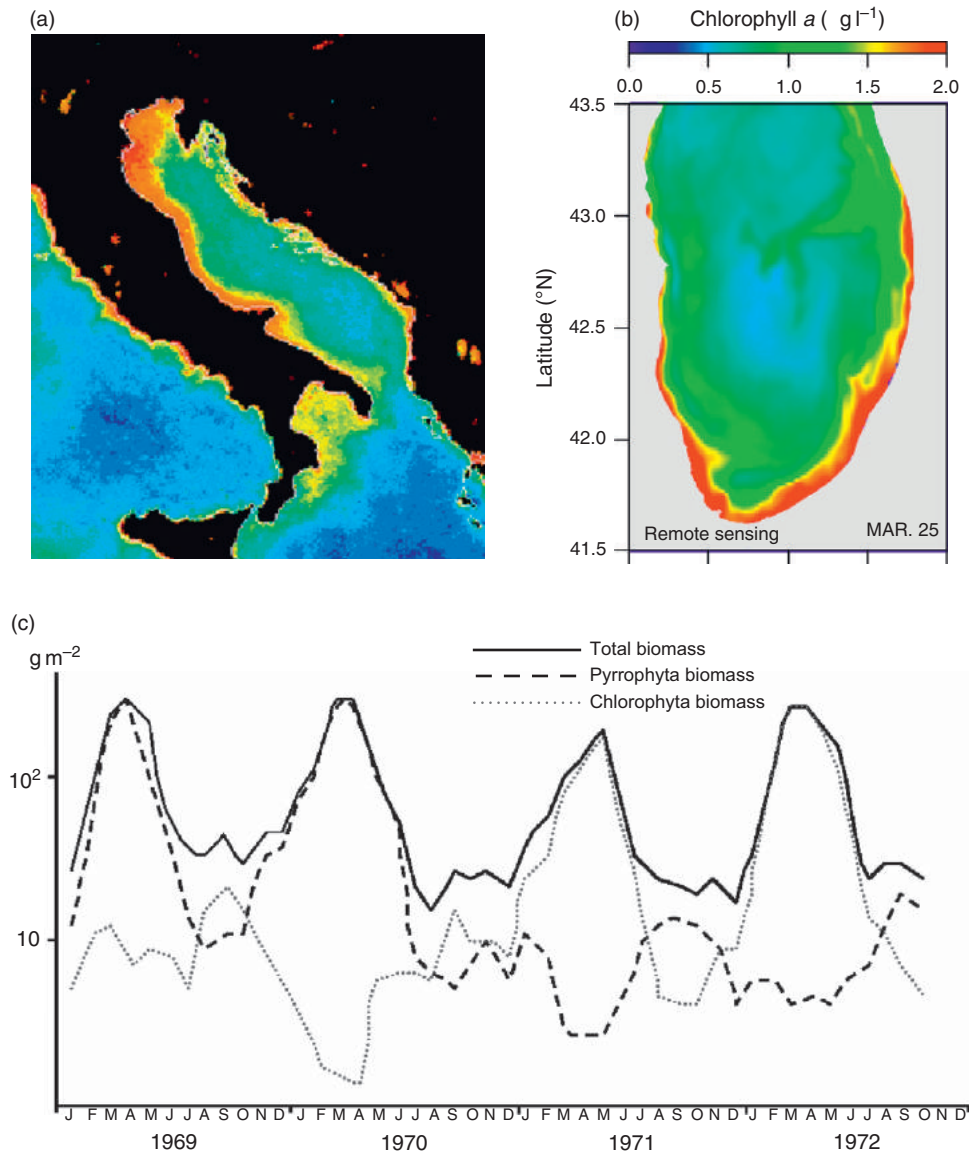 (a)
(b)
Chlorophyll a ( g l−1)
0.0 0.5 1.0 1.5 2.0
43.5
43.0
42.5
42.0
41.5
Latitude (°N)
Remote sensing MAR. 25
(c)
g m−2
Total biomass
Pyrrophyta biomass
Chlorophyta biomass
10²
10
J F M A M J J A S O N D J F M A M J J A S O N D J F M A M J J A S O N D J F M A M J J A S O N D
1969 1970 1971 1972